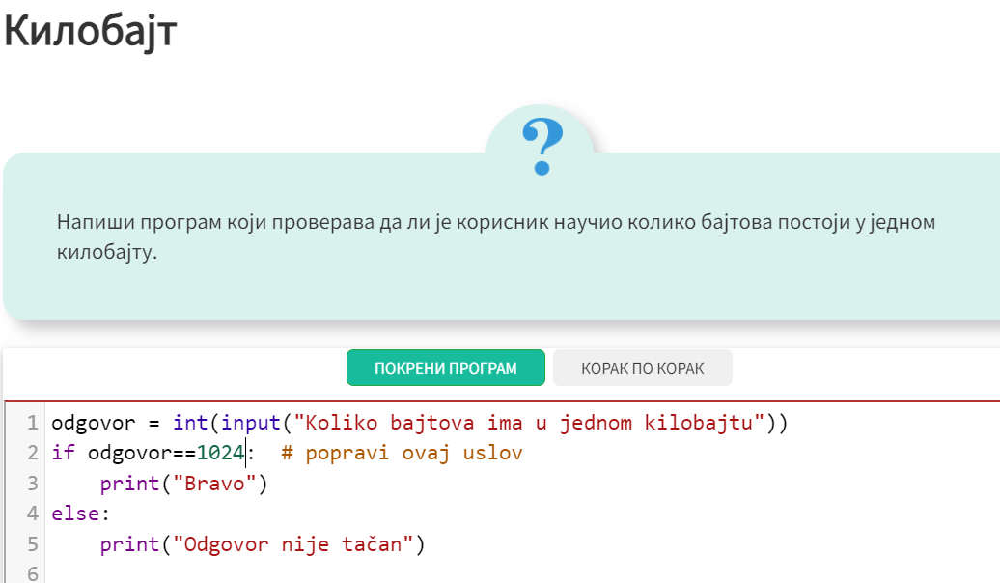 Килобајт
?
Напиши програм који проверава да ли је корисник научио колико бајтова постоји у једном
килобајту.
ПОКРЕНИ ПРОГРАМ КОРАК ПО КОРАК
1 odgovor = int(input("Koliko bajtova ima u jednom kilobajtu"))
2 if odgovor==1024:  # popravi ovaj uslov
3     print("Bravo")
4 else:
5     print("Odgovor nije tačan")
6